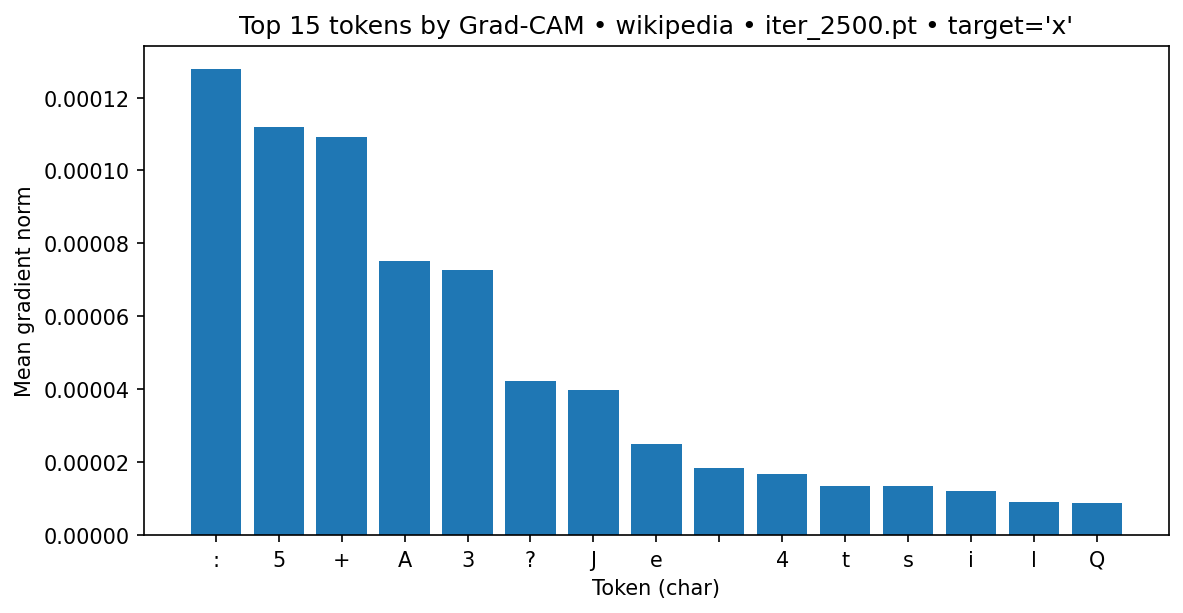 Top 15 tokens by Grad-CAM • wikipedia • iter_2500.pt • target='x'
Mean gradient norm
0.00012
0.00010
0.00008
0.00006
0.00004
0.00002
0.00000
: 5 + A 3 ? J e 4 t s i l Q
Token (char)